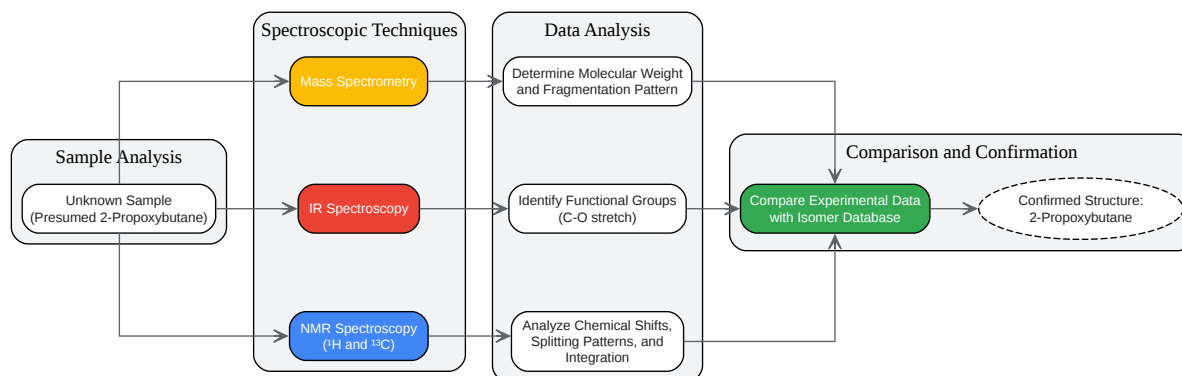 Spectroscopic Techniques
Data Analysis
Mass Spectrometry
Determine Molecular Weight
and Fragmentation Pattern
Sample Analysis
Comparison and Confirmation
Unknown Sample
(Presumed 2-Propoxybutane)
IR Spectroscopy
Identify Functional Groups
(C-O stretch)
Compare Experimental Data
with Isomer Database
Confirmed Structure:
2-Propoxybutane
NMR Spectroscopy
(¹H and ¹³C)
Analyze Chemical Shifts,
Splitting Patterns, and
Integration